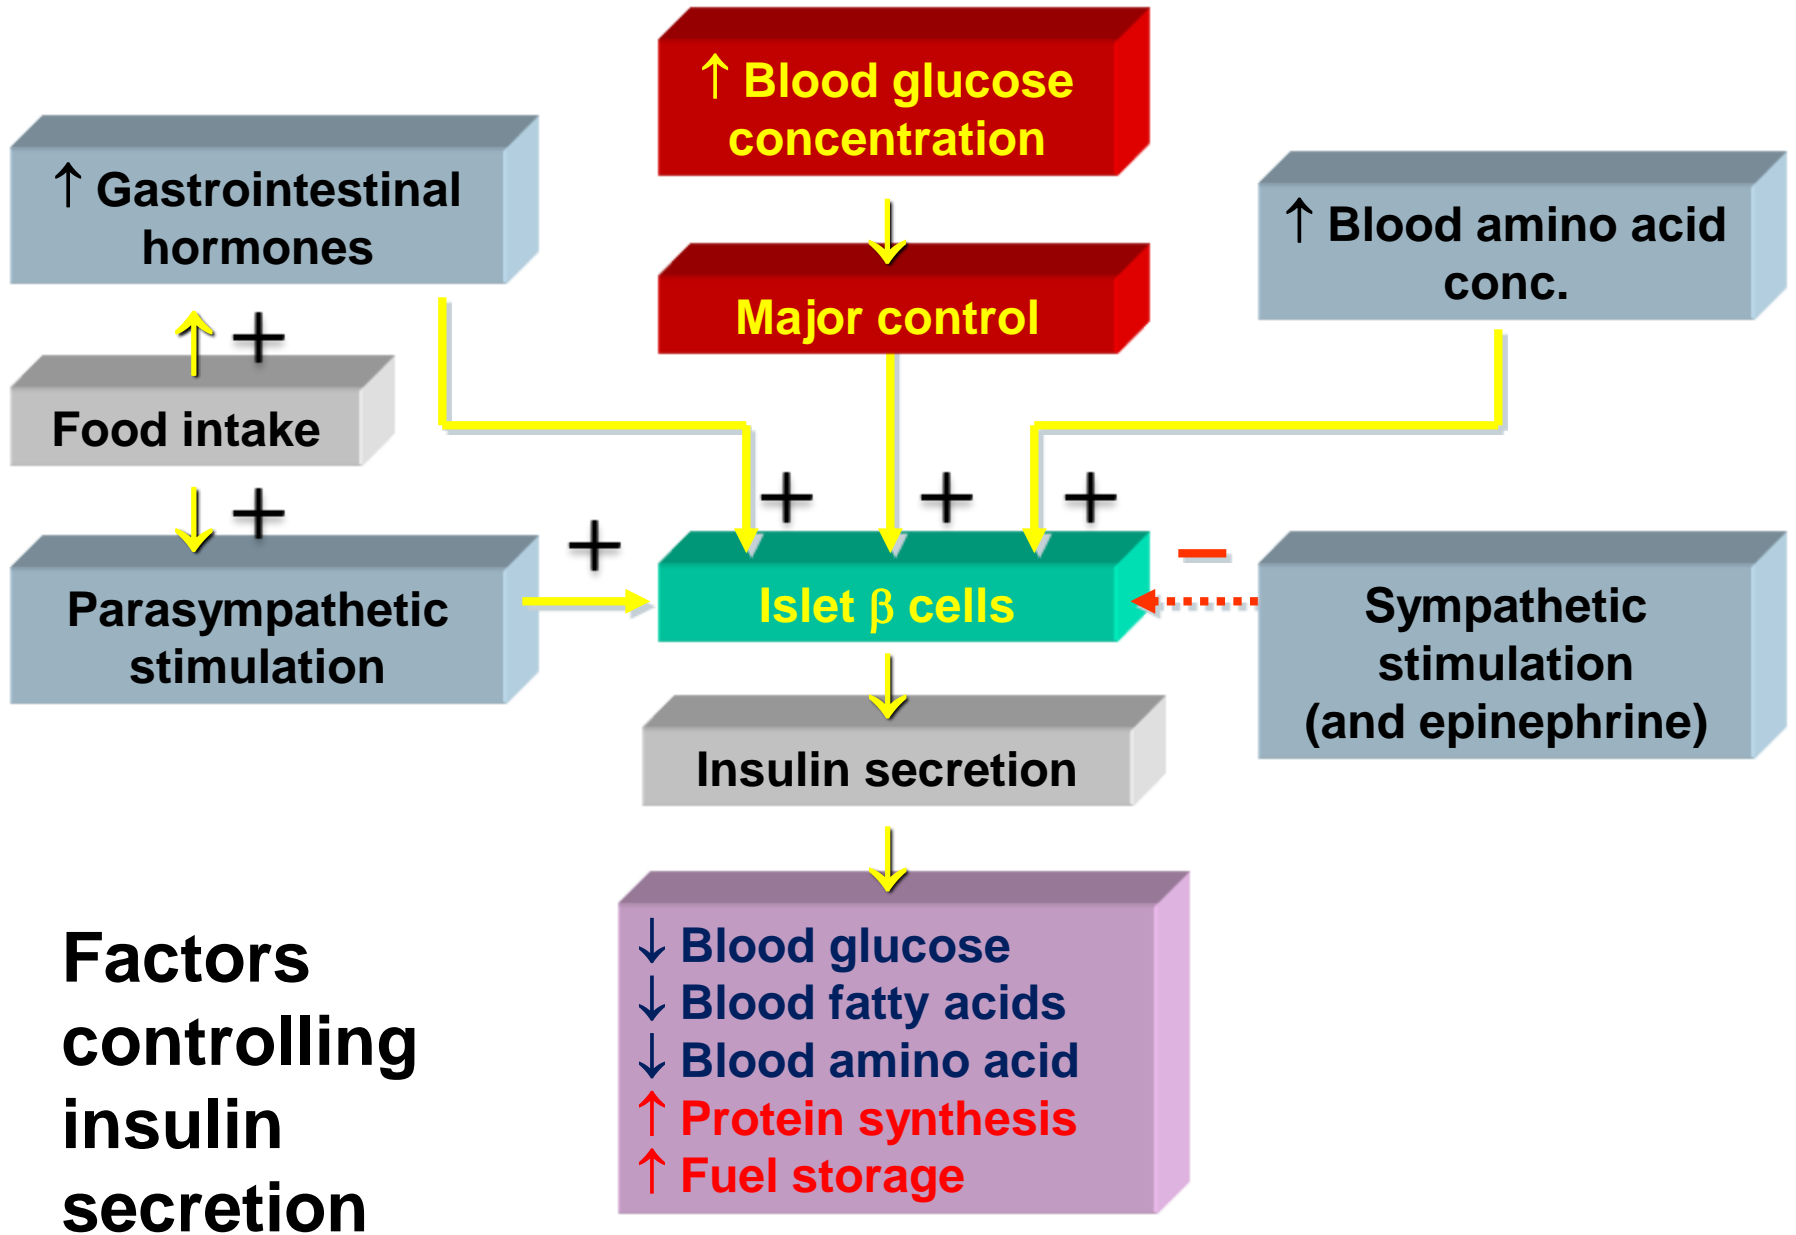 ↑ Blood glucose
concentration
↑ Gastrointestinal
hormones
↑ Blood amino acid
conc.
Major control
+
Food intake
+
+
+
+
+
−
Parasympathetic
stimulation
Islet β cells
Sympathetic
stimulation
(and epinephrine)
Insulin secretion
↓ Blood glucose
↓ Blood fatty acids
↓ Blood amino acid
↑ Protein synthesis
↑ Fuel storage
Factors
controlling
insulin
secretion